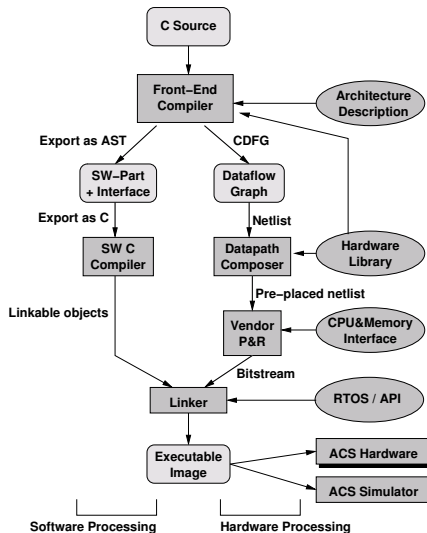 C Source
Front-End
Compiler
Architecture
Description
Export as AST
CDFG
SW-Part
+ Interface
Dataflow
Graph
Export as C
Netlist
SW C
Compiler
Datapath
Composer
Hardware
Library
Pre-placed netlist
Linkable objects
Vendor
P&R
CPU&Memory
Interface
Bitstream
Linker
RTOS / API
Executable
Image
ACS Hardware
ACS Simulator
Software Processing
Hardware Processing